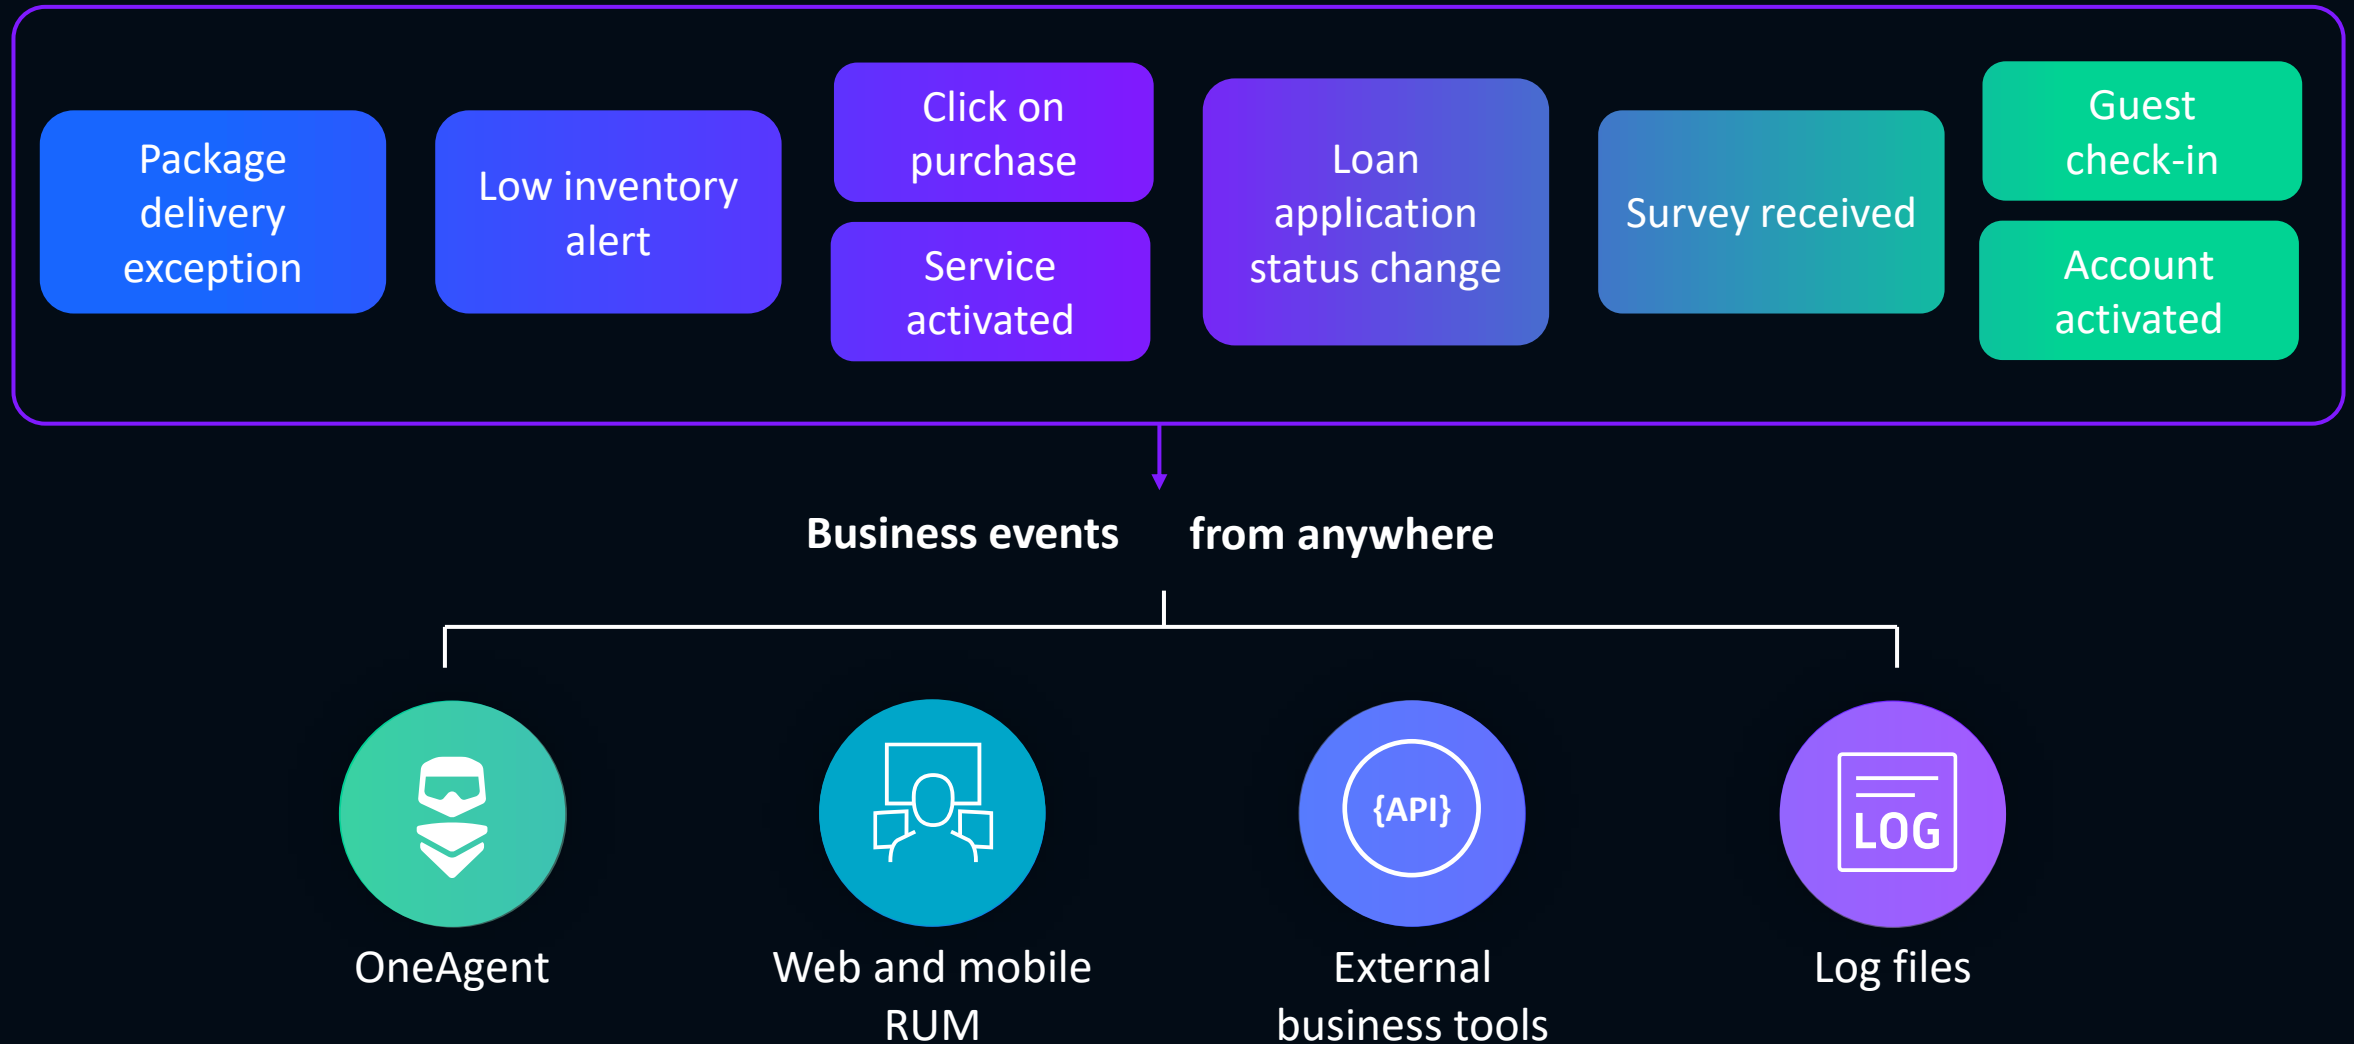 Package
delivery
exception
Low inventory
alert
Click on
purchase
Service
activated
Loan
application
status change
Survey received
Guest
check-in
Account
activated
Business events from anywhere
{API}
LOG
OneAgent
Web and mobile
RUM
External
business tools
Log files